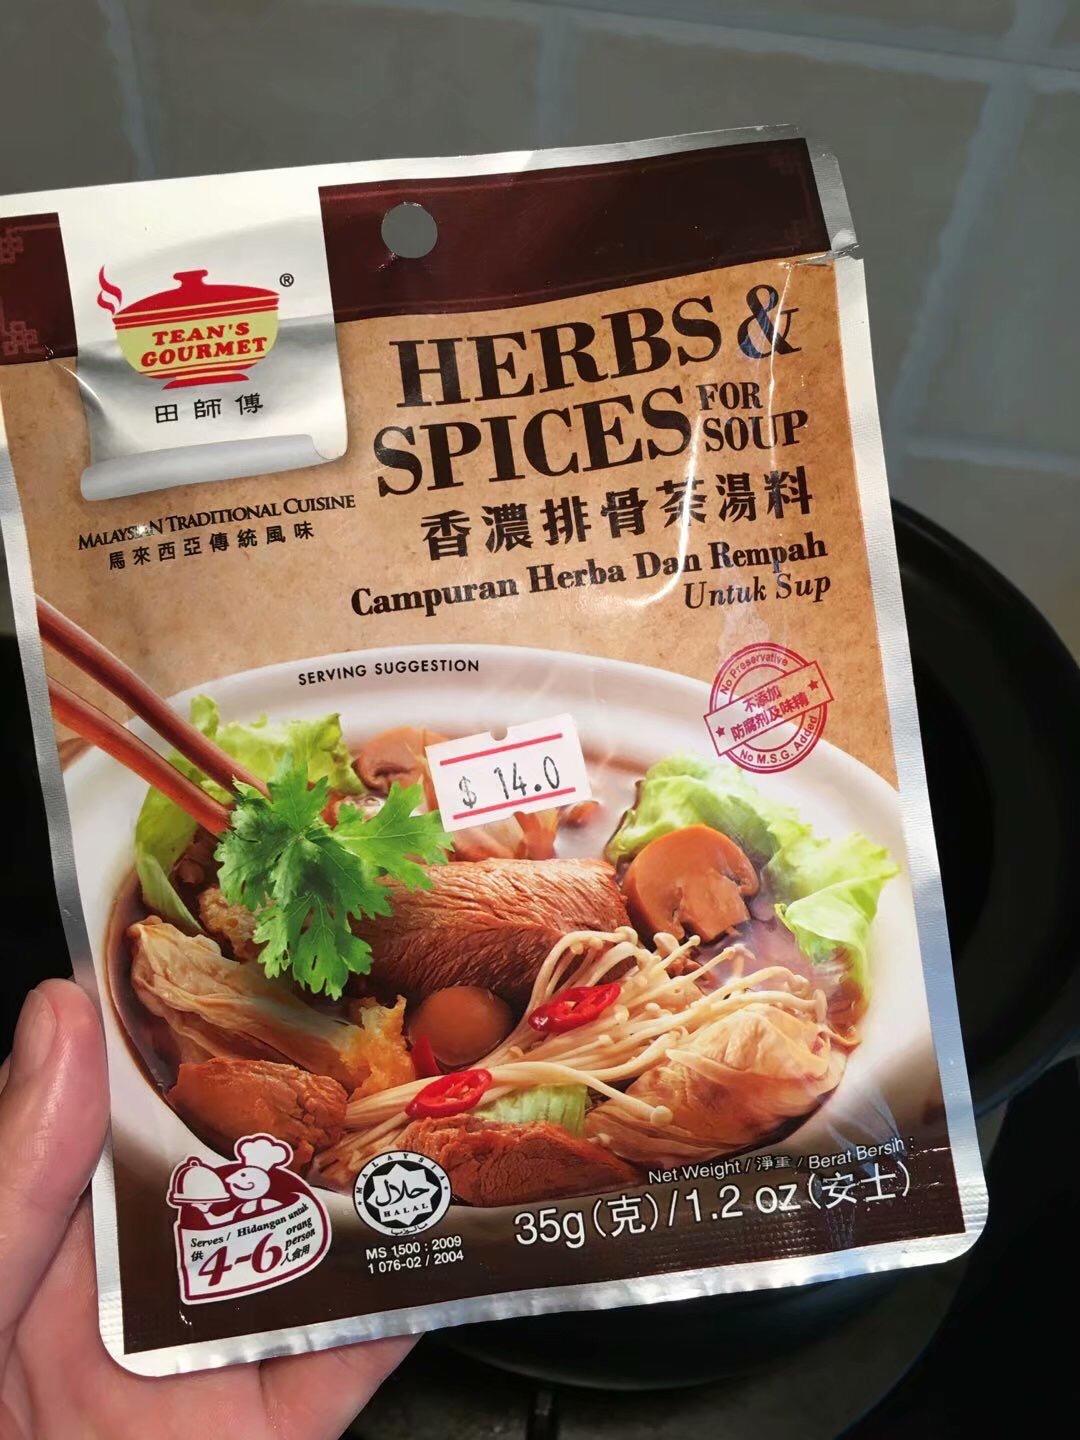 ®
TEAN'S
GOURMET
田師傅
MALAYSIAN TRADITIONAL CUISINE
馬來西亞傳統風味
HERBS &
SPICES FOR SOUP
香濃排骨茶湯料
Campuran Herba Dan Rempah
Untuk Sup
SERVING SUGGESTION
No Preservative
不添加
防腐剂及味精
No M.S.G. Added
$ 14.0
Serves / Hidangan untuk
供 4-6 orang person 人食用
MALAYSIA
حلال
HALAL
ماليزيا
MS 1500 : 2009
1 076-02 / 2004
Net Weight / 淨重 / Berat Bersih :
35g(克)/1.2 oz(安士)